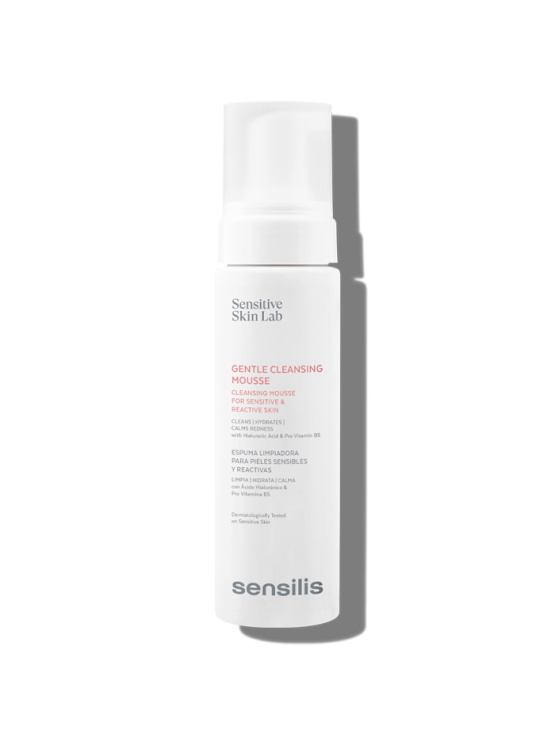 Sensitive
Skin Lab
GENTLE CLEANSING
MOUSSE
CLEANSING MOUSSE
FOR SENSITIVE &
REACTIVE SKIN
CLEANS | HYDRATES |
CALMS REDNESS
with Hialuronic Acid & Pro Vitamin B5
ESPUMA LIMPIADORA
PARA PIELES SENSIBLES
Y REACTIVAS
LIMPIA | HIDRATA | CALMA
con Ácido Hialurónico &
Pro Vitamina B5
Dermatologically Tested
on Sensitive Skin
sensilis